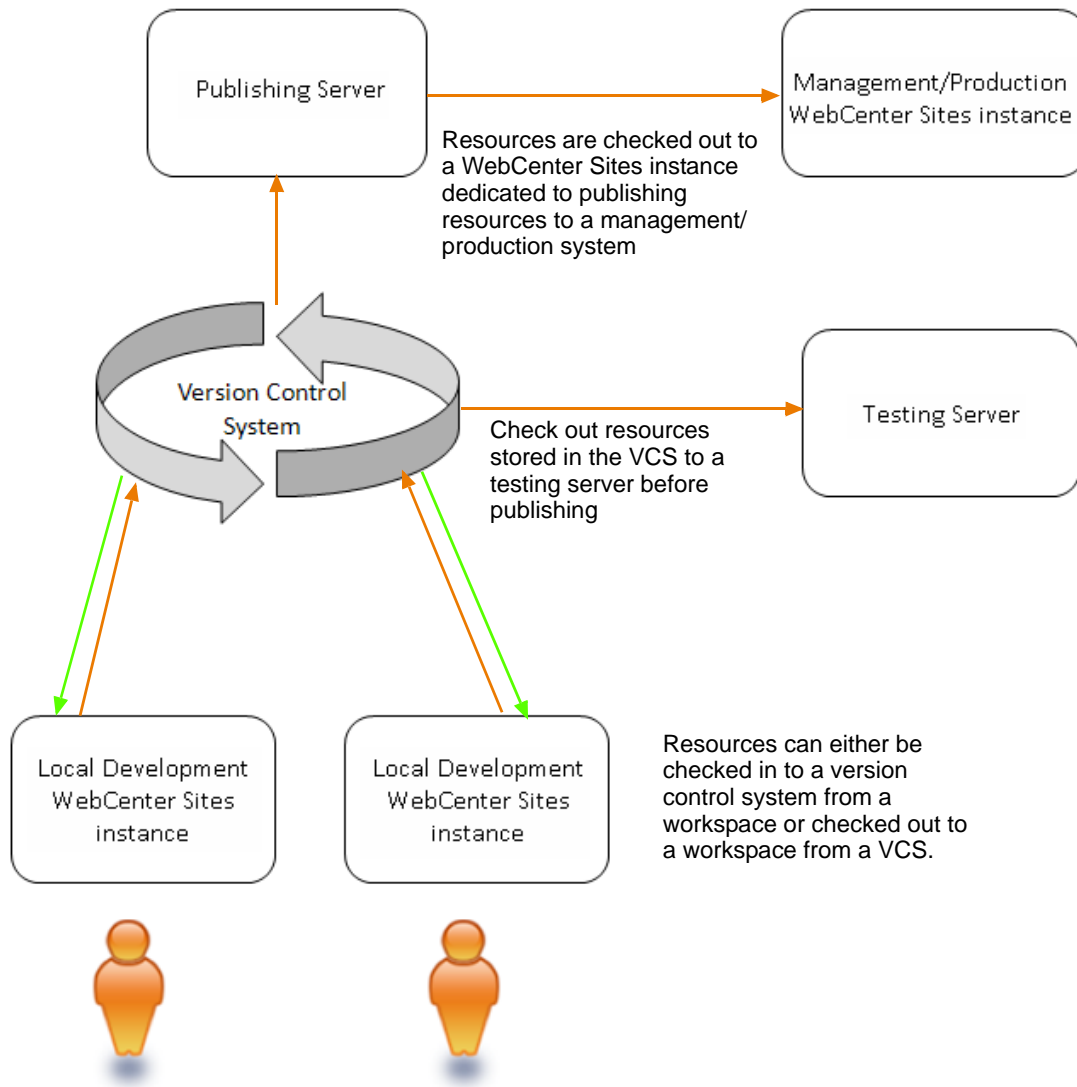 Publishing Server
Management/Production
WebCenter Sites instance
Resources are checked out to
a WebCenter Sites instance
dedicated to publishing
resources to a management/
production system
Version Control
System
Testing Server
Check out resources
stored in the VCS to a
testing server before
publishing
Local Development
WebCenter Sites
instance
Local Development
WebCenter Sites
instance
Resources can either be
checked in to a version
control system from a
workspace or checked out to
a workspace from a VCS.